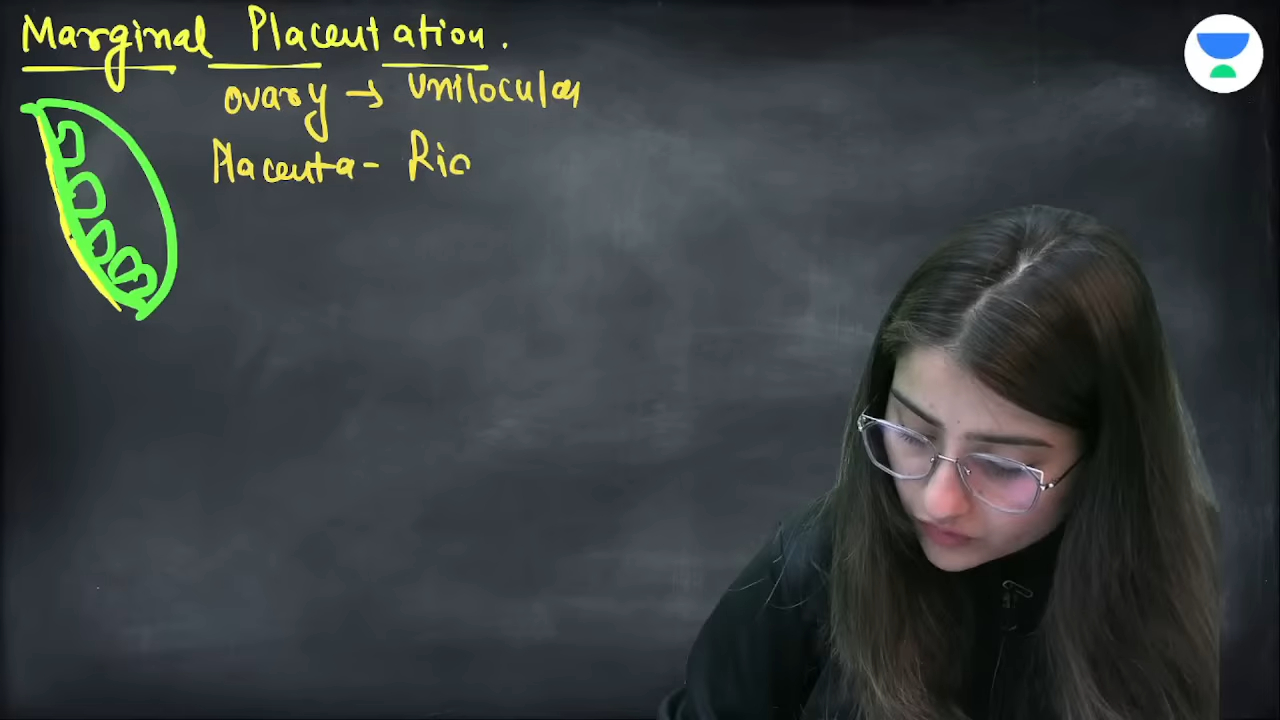 Marginal Placentation.
ovary → Unilocular
Placenta - Rid